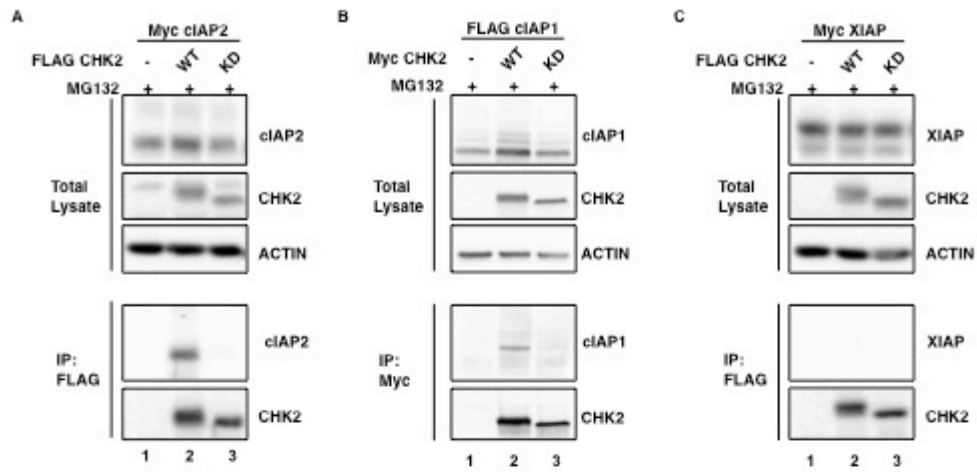 A
Myc cIAP2
FLAG CHK2 - WT KD
MG132 + + +
cIAP2
Total
Lysate
CHK2
ACTIN
cIAP2
IP:
FLAG
CHK2
1 2 3
B
FLAG cIAP1
Myc CHK2 - WT KD
MG132 + + +
cIAP1
Total
Lysate
CHK2
ACTIN
cIAP1
IP:
Myc
CHK2
1 2 3
C
Myc XIAP
FLAG CHK2 - WT KD
MG132 + + +
XIAP
Total
Lysate
CHK2
ACTIN
XIAP
IP:
FLAG
CHK2
1 2 3